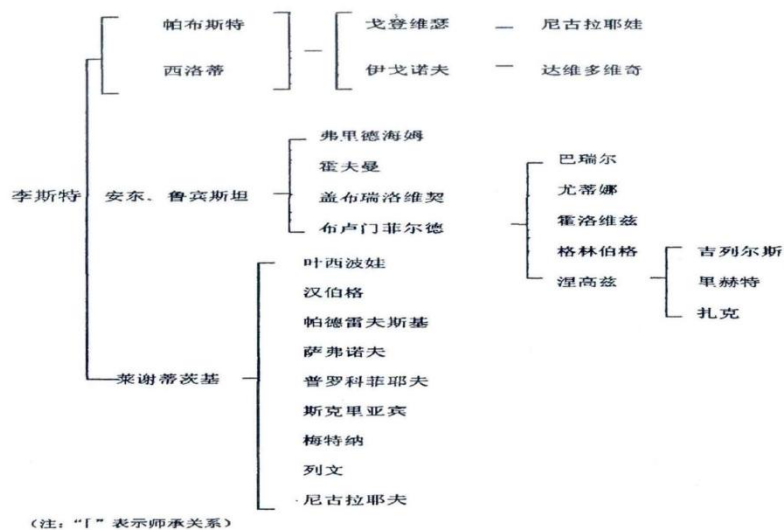 帕布斯特 戈登维瑟 尼古拉耶娃
西洛蒂 伊戈诺夫 达维多维奇
弗里德海姆
霍夫曼 巴瑞尔
李斯特 安东、鲁宾斯坦 盖布瑞洛维契 尤蒂娜
布卢门菲尔德 霍洛维兹
叶西波娃 格林伯格 吉列尔斯
汉伯格 涅高兹 里赫特
帕德雷夫斯基 扎克
萨弗诺夫
莱谢蒂茨基 普罗科菲耶夫
斯克里亚宾
梅特纳
列文
尼古拉耶夫
（注：“「” 表示师承关系）